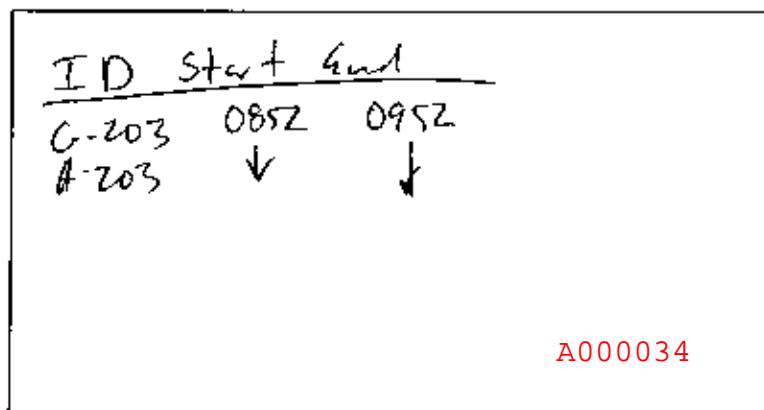 ID Start End
G-203 0852 0952
A-203 ↓ ↓
A000034